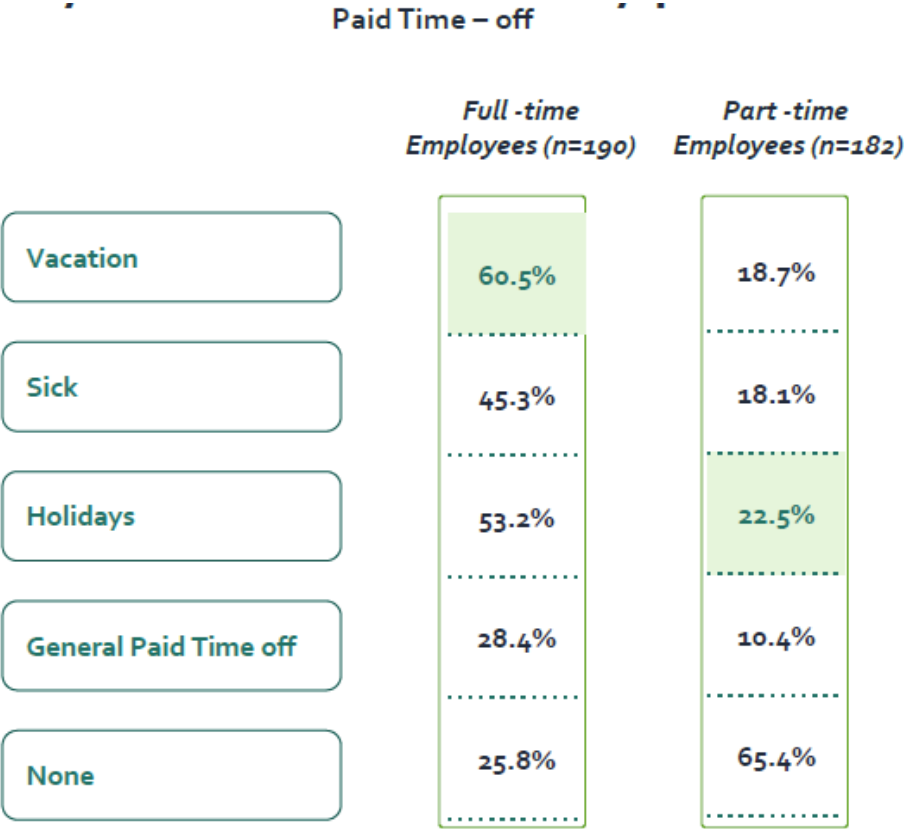 Paid Time – off
Full -time Part -time
Employees (n=190) Employees (n=182)
Vacation 60.5% 18.7%
Sick 45.3% 18.1%
Holidays 53.2% 22.5%
General Paid Time off 28.4% 10.4%
None 25.8% 65.4%